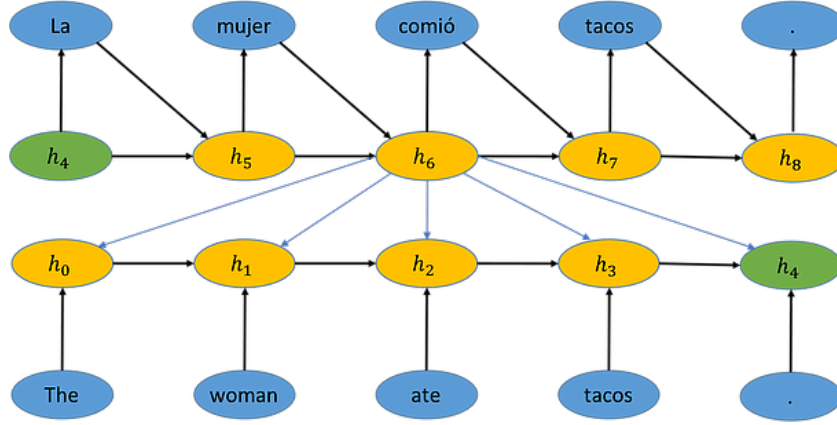 La mujer comió tacos .
h₄ h₅ h₆ h₇ h₈
h₀ h₁ h₂ h₃ h₄
The woman ate tacos .